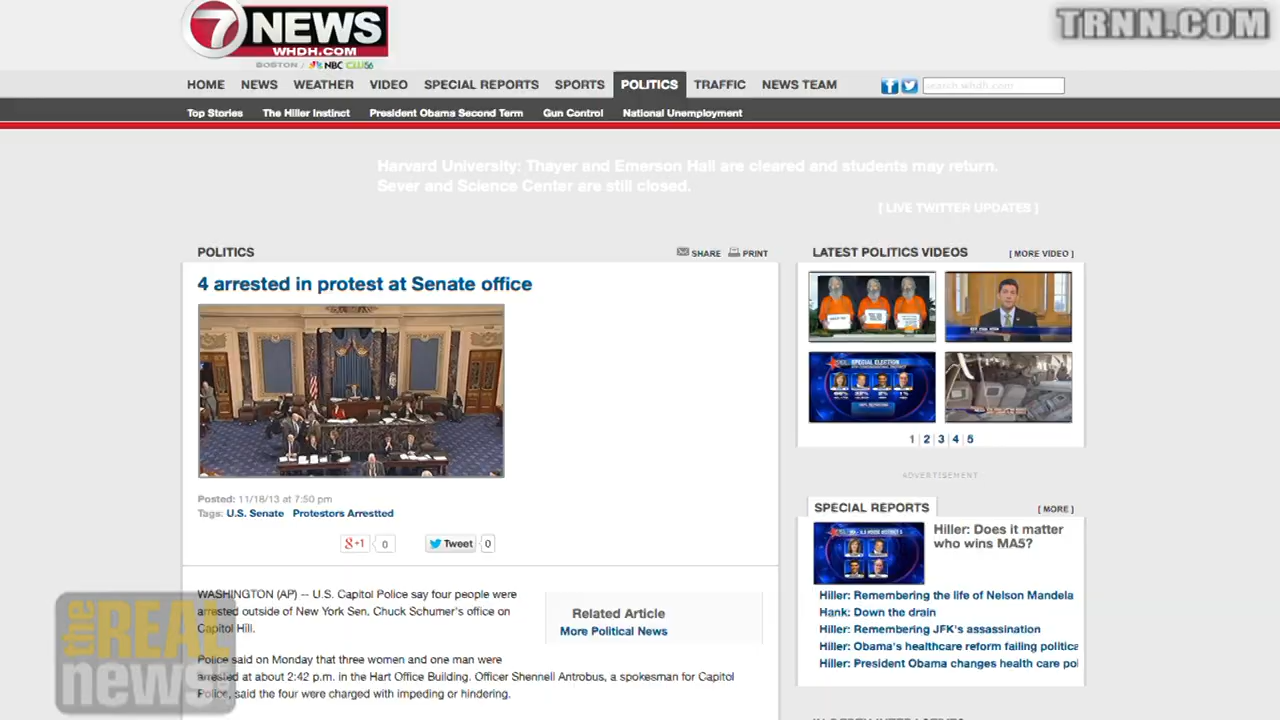 TRNN.COM
7 NEWS
WHDH.COM
BOSTON / NBC CW56
HOME NEWS WEATHER VIDEO SPECIAL REPORTS SPORTS POLITICS TRAFFIC NEWS TEAM
search whdh.com
Top Stories The Hiller Instinct President Obama Second Term Gun Control National Unemployment
Harvard University: Thayer and Emerson Hall are cleared and students may return.
Sever and Science Center are still closed.
[ LIVE TWITTER UPDATES ]
POLITICS
SHARE PRINT
4 arrested in protest at Senate office
Posted: 11/18/13 at 7:50 pm
Tags: U.S. Senate Protestors Arrestted
g+1 0 Tweet 0
WASHINGTON (AP) -- U.S. Capitol Police say four people were
arrested outside of New York Sen. Chuck Schumer's office on
Capitol Hill.
Related Article
More Political News
Police said on Monday that three women and one man were
arrested at about 2:42 p.m. in the Hart Office Building. Officer Shennell Antrobus, a spokesman for Capitol
Police, said the four were charged with impeding or hindering.
LATEST POLITICS VIDEOS [ MORE VIDEO ]
SPECIAL ELECTION
1 | 2 | 3 | 4 | 5
ADVERTISEMENT
SPECIAL REPORTS [ MORE ]
Hiller: Does it matter
who wins MA5?
Hiller: Remembering the life of Nelson Mandela
Hank: Down the drain
Hiller: Remembering JFK's assassination
Hiller: Obama's healthcare reform failing politica
Hiller: President Obama changes health care pol
the REAL
news